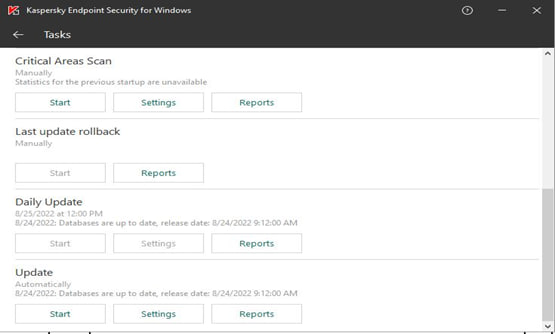 Kaspersky Endpoint Security for Windows
Tasks
Critical Areas Scan
Manually
Statistics for the previous startup are unavailable
Start Settings Reports
Last update rollback
Manually
Start Reports
Daily Update
8/25/2022 at 12:00 PM
8/24/2022: Databases are up to date, release date: 8/24/2022 9:12:00 AM
Start Settings Reports
Update
Automatically
8/24/2022: Databases are up to date, release date: 8/24/2022 9:12:00 AM
Start Settings Reports